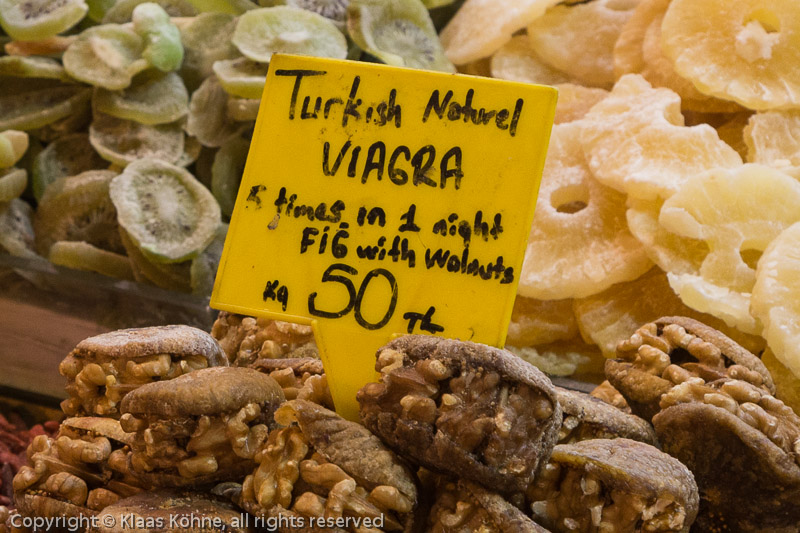 Turkish Naturel
VIAGRA
5 times in 1 night
FiG with Walnuts
Kg 50 TL
Copyright © Klaas Köhne, all rights reserved